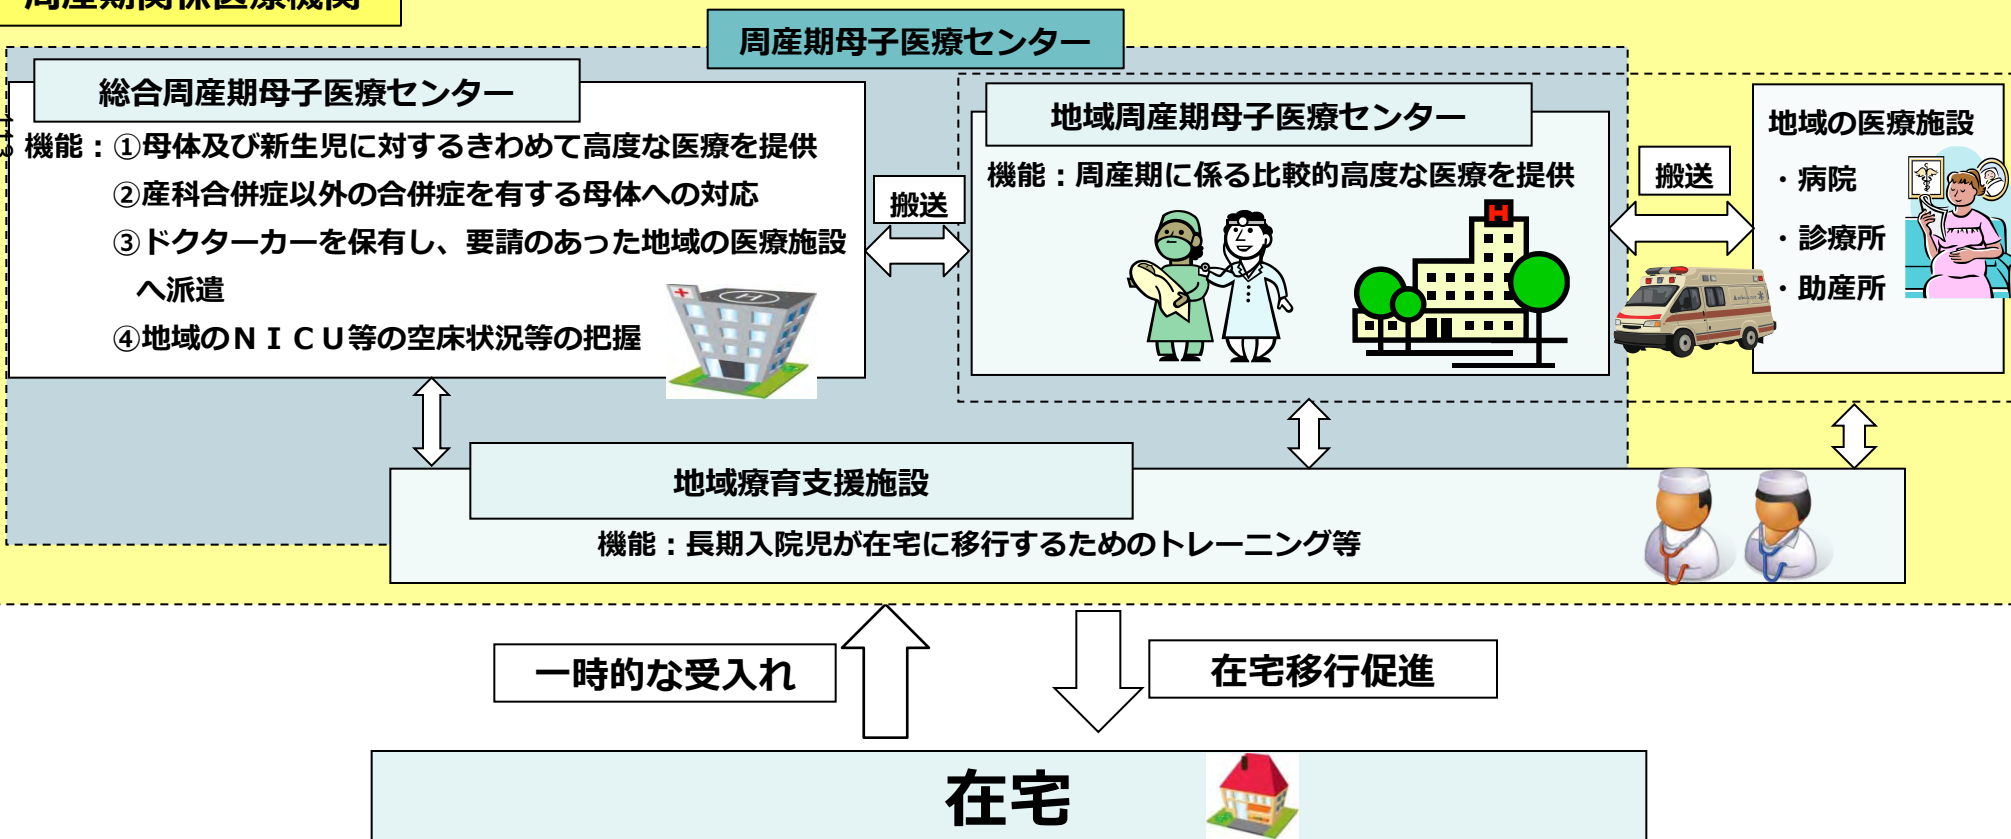 周産期関係医療機関
周産期母子医療センター
総合周産期母子医療センター
機能：①母体及び新生児に対するきわめて高度な医療を提供
②産科合併症以外の合併症を有する母体への対応
③ドクターカーを保有し、要請のあった地域の医療施設
へ派遣
④地域のＮＩＣＵ等の空床状況等の把握
搬送
地域周産期母子医療センター
機能：周産期に係る比較的高度な医療を提供
H
搬送
地域の医療施設
・病院
・診療所
・助産所
地域療育支援施設
機能：長期入院児が在宅に移行するためのトレーニング等
一時的な受入れ
在宅移行促進
在宅